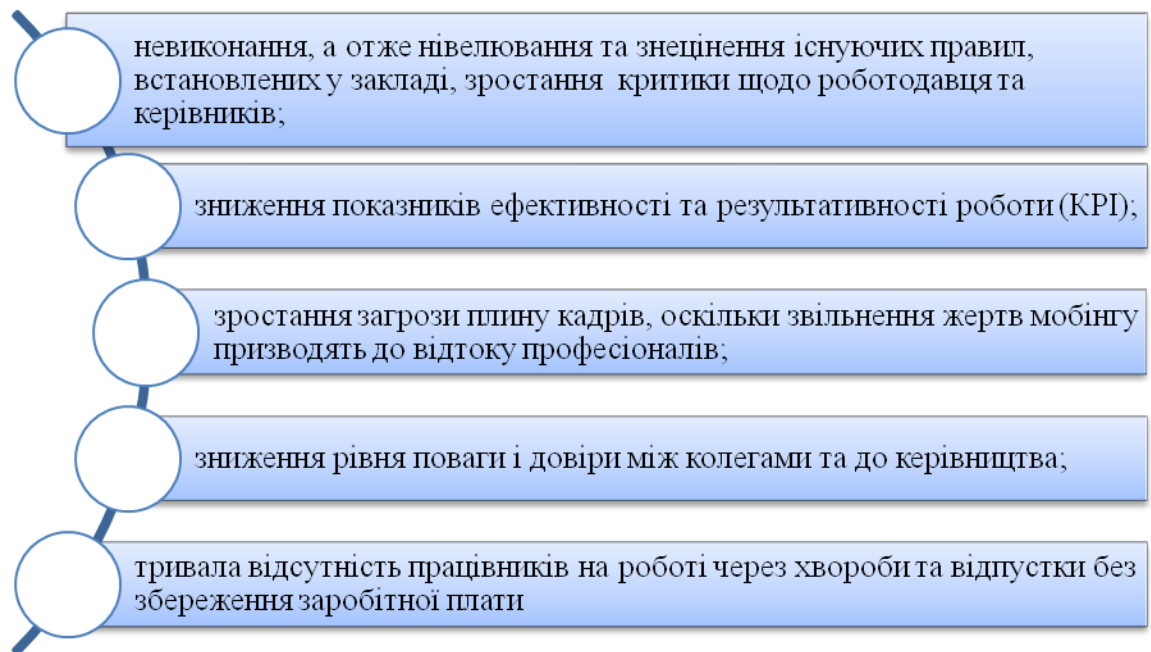 невиконання, а отже нівелювання та знецінення існуючих правил,
встановлених у закладі, зростання критики щодо роботодавця та
керівників;
зниження показників ефективності та результативності роботи (КРІ);
зростання загрози плину кадрів, оскільки звільнення жертв мобінгу
призводять до відтоку професіоналів;
зниження рівня поваги і довіри між колегами та до керівництва;
тривала відсутність працівників на роботі через хвороби та відпустки без
збереження заробітної плати